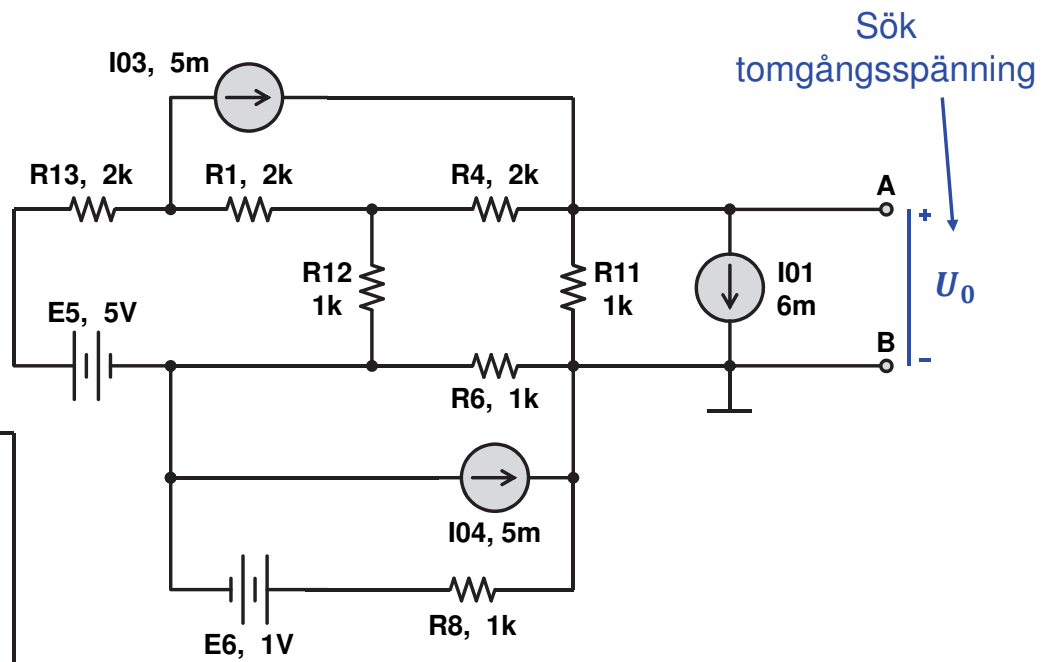 Sök
tomgångsspänning
I03, 5m
R13, 2k
R1, 2k
R4, 2k
A
+
R12
1k
R11
1k
I01
6m
U₀
E5, 5V
B
−
R6, 1k
I04, 5m
R8, 1k
E6, 1V